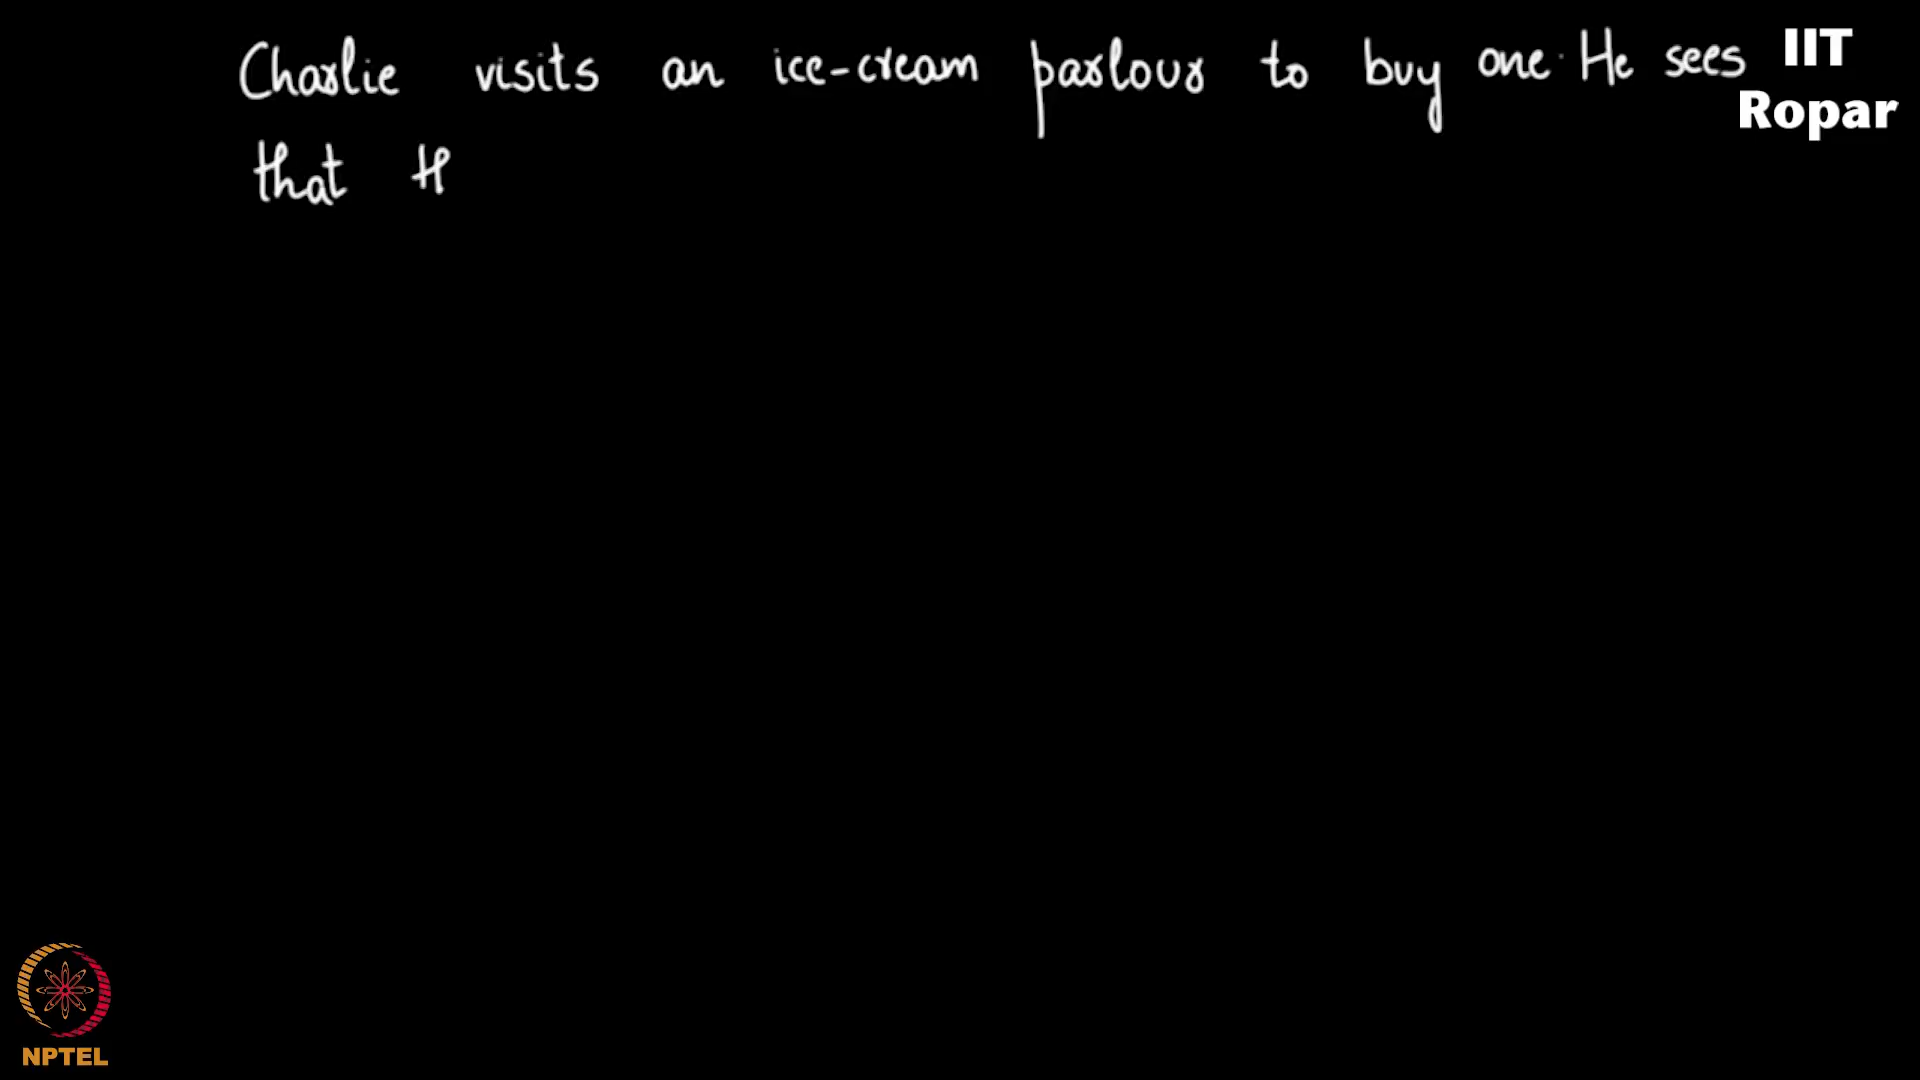 Charlie visits an ice-cream parlour to buy one. He sees
that
IIT
Ropar
NPTEL